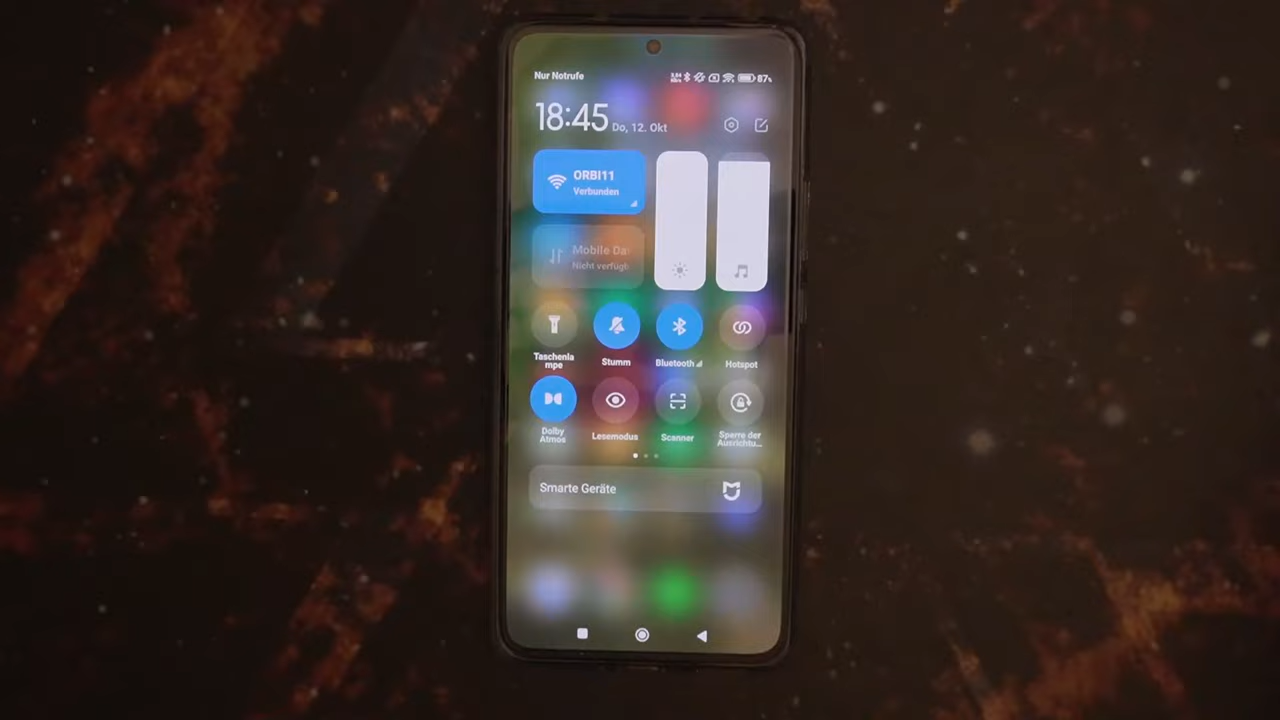 Nur Notrufe
87%
18:45 Do, 12. Okt
ORBI11
Verbunden
Mobile Da
Nicht verfügb
Taschenla
mpe
Stumm
Bluetooth
Hotspot
Dolby
Atmos
Lesemodus
Scanner
Sperre der
Ausrichtu...
Smarte Geräte